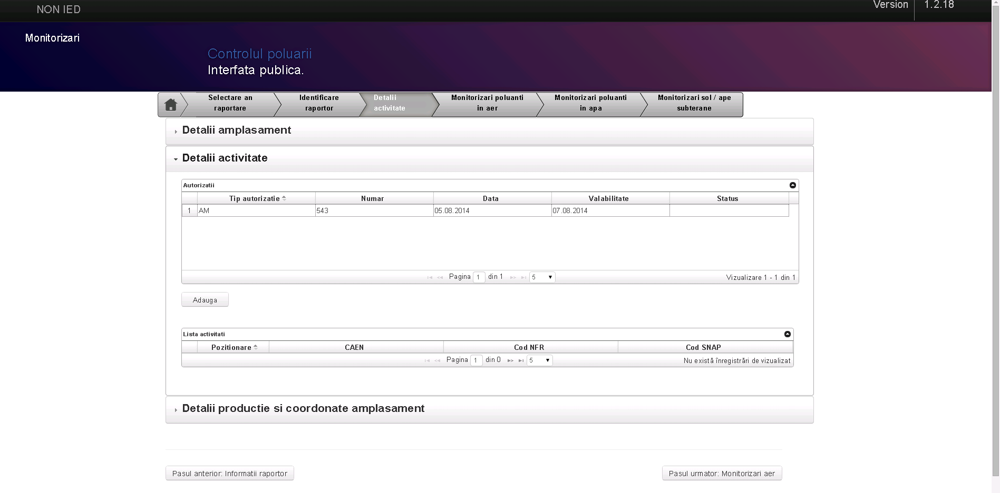 NON IED
Version 1.2.18
Monitorizari
Controlul poluarii
Interfata publica.
Selectare an raportare
Identificare raportor
Detalii activitate
Monitorizari poluanti in aer
Monitorizari poluanti in apa
Monitorizari sol / ape subterane
Detalii amplasament
Detalii activitate
Autorizatii
Tip autorizatie Numar Data Valabilitate Status
1 AM 543 05.08.2014 07.08.2014
Pagina 1 din 1 5 Vizualizare 1 - 1 din 1
Adauga
Lista activitati
Pozitionare CAEN Cod NFR Cod SNAP
Pagina 1 din 0 5 Nu există înregistrări de vizualizat
Detalii productie si coordonate amplasament
Pasul anterior: Informatii raportor
Pasul urmator: Monitorizari aer